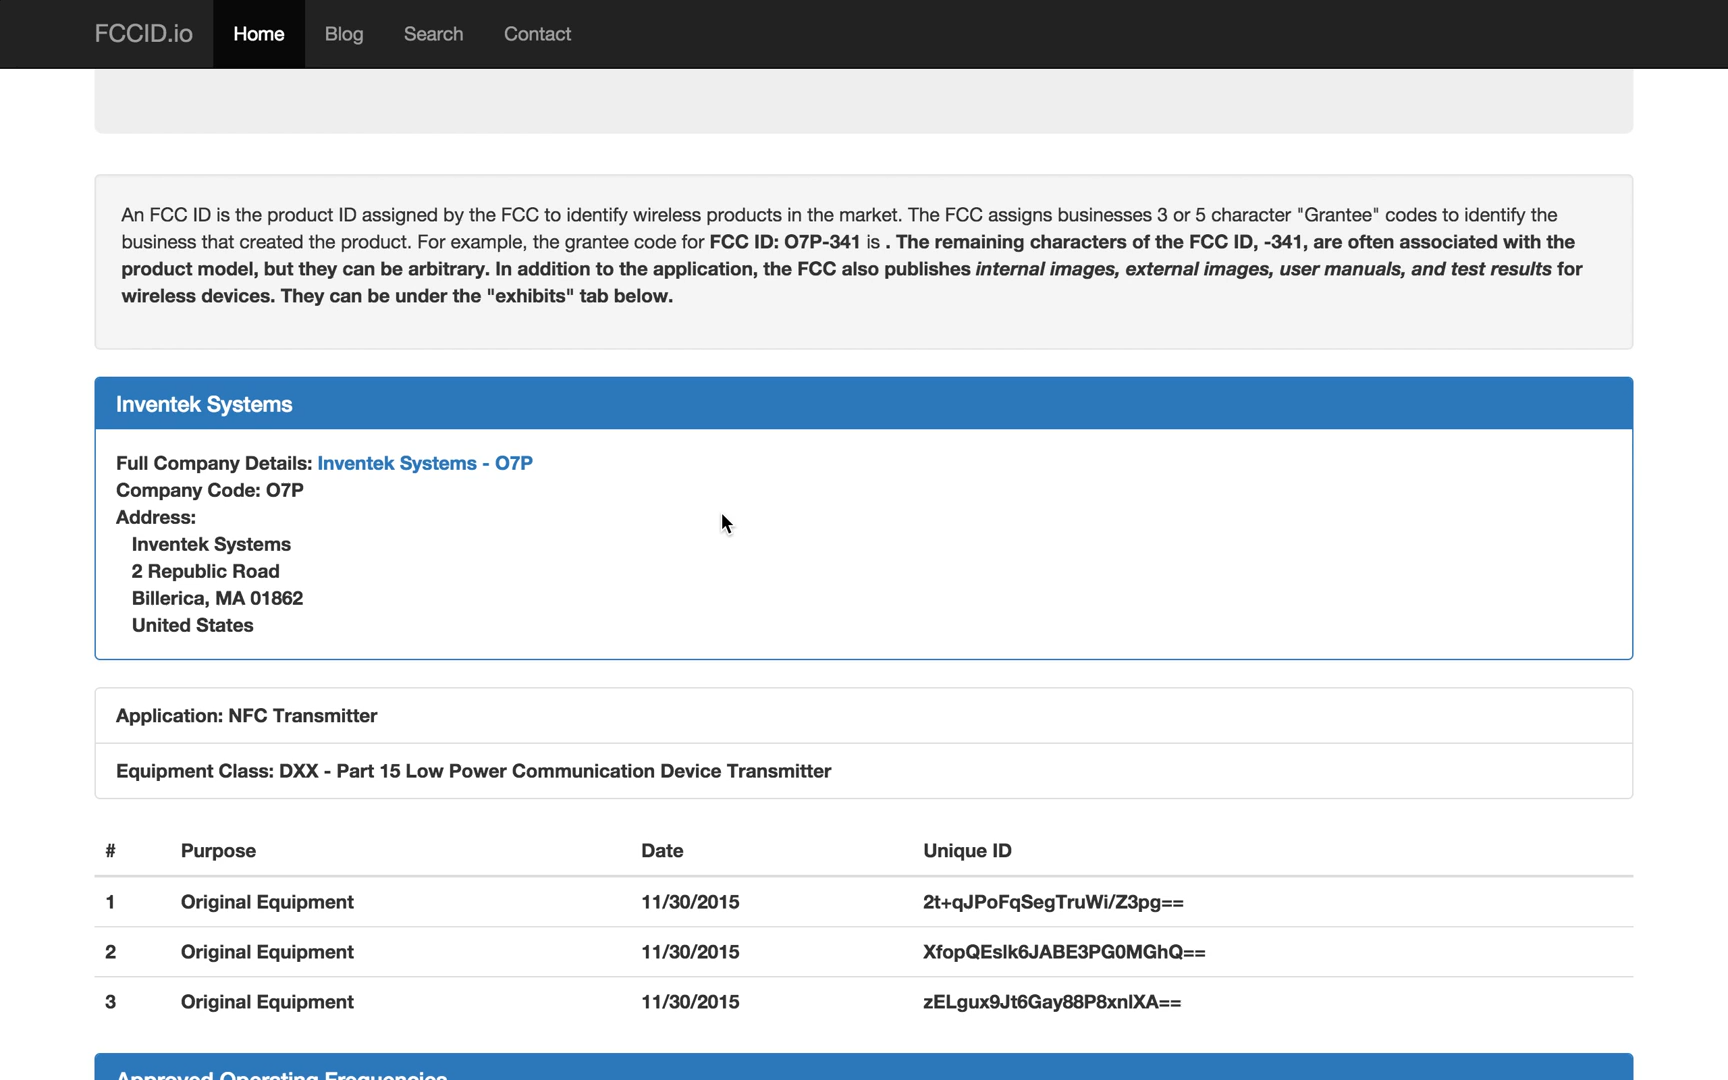 FCCID.io Home Blog Search Contact
An FCC ID is the product ID assigned by the FCC to identify wireless products in the market. The FCC assigns businesses 3 or 5 character "Grantee" codes to identify the
business that created the product. For example, the grantee code for FCC ID: O7P-341 is . The remaining characters of the FCC ID, -341, are often associated with the
product model, but they can be arbitrary. In addition to the application, the FCC also publishes internal images, external images, user manuals, and test results for
wireless devices. They can be under the "exhibits" tab below.
Inventek Systems
Full Company Details: Inventek Systems - O7P
Company Code: O7P
Address:
Inventek Systems
2 Republic Road
Billerica, MA 01862
United States
Application: NFC Transmitter
Equipment Class: DXX - Part 15 Low Power Communication Device Transmitter
# Purpose Date Unique ID
1 Original Equipment 11/30/2015 2t+qJPoFqSegTruWi/Z3pg==
2 Original Equipment 11/30/2015 XfopQEslk6JABE3PG0MGhQ==
3 Original Equipment 11/30/2015 zELgux9Jt6Gay88P8xnlXA==
Approved Operating Frequencies